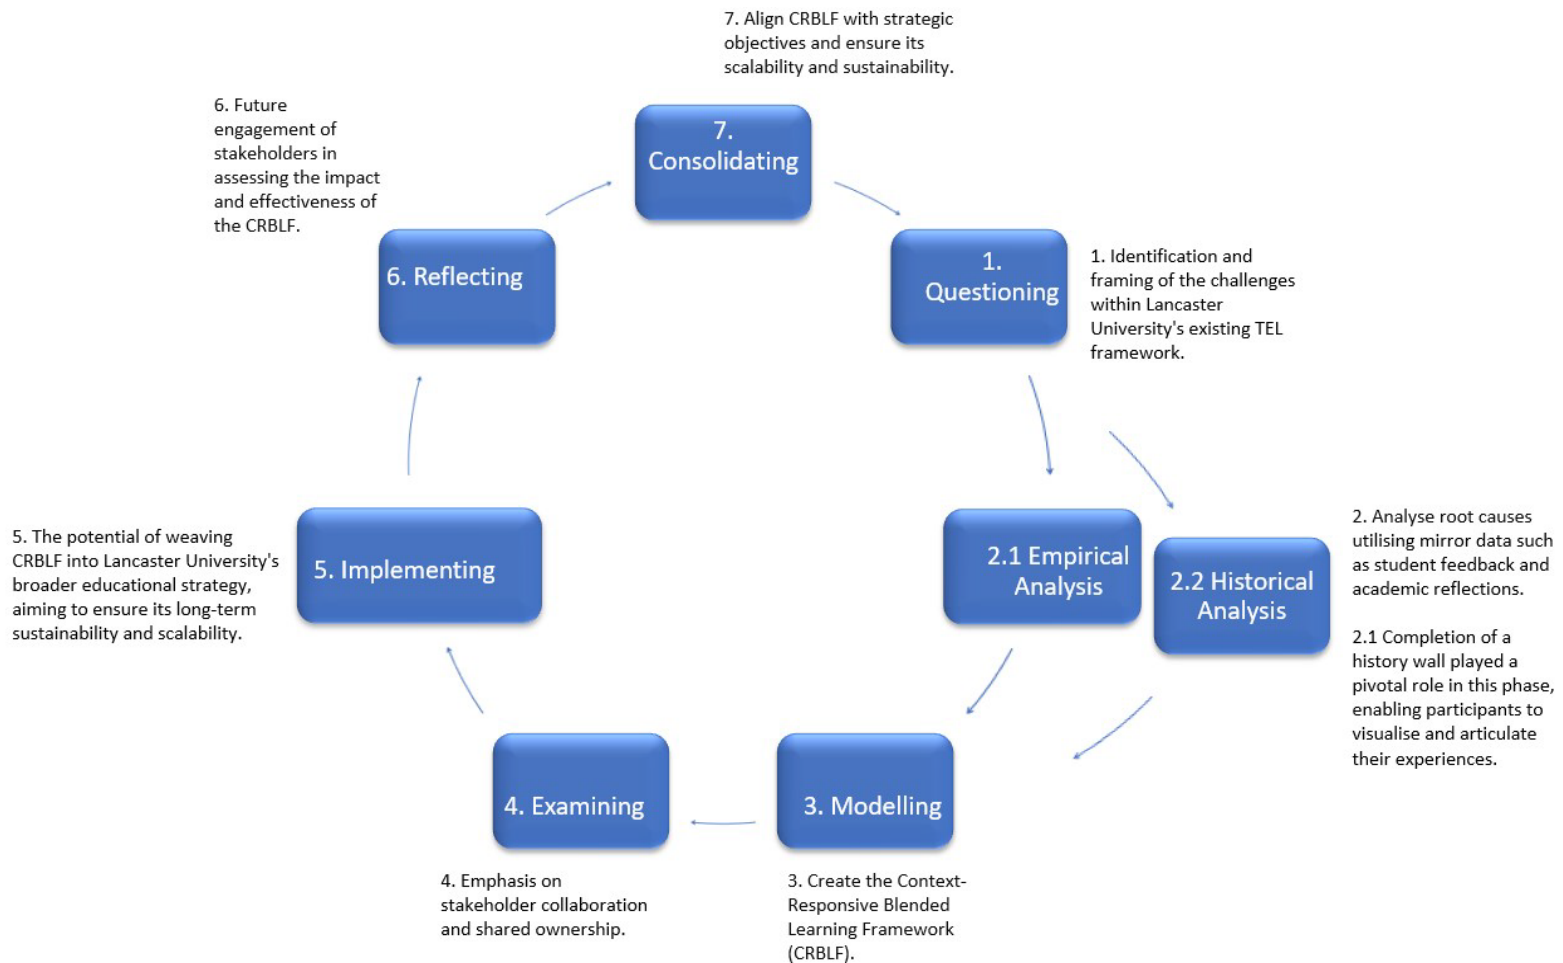 7. Align CRBLF with strategic
objectives and ensure its
scalability and sustainability.
7.
Consolidating
1.
Questioning
1. Identification and
framing of the challenges
within Lancaster
University's existing TEL
framework.
2.1 Empirical
Analysis
2.2 Historical
Analysis
2. Analyse root causes
utilising mirror data such
as student feedback and
academic reflections.
2.1 Completion of a
history wall played a
pivotal role in this phase,
enabling participants to
visualise and articulate
their experiences.
3. Modelling
3. Create the Context-
Responsive Blended
Learning Framework
(CRBLF).
4. Examining
4. Emphasis on
stakeholder collaboration
and shared ownership.
5. Implementing
5. The potential of weaving
CRBLF into Lancaster University's
broader educational strategy,
aiming to ensure its long-term
sustainability and scalability.
6. Reflecting
6. Future
engagement of
stakeholders in
assessing the impact
and effectiveness of
the CRBLF.